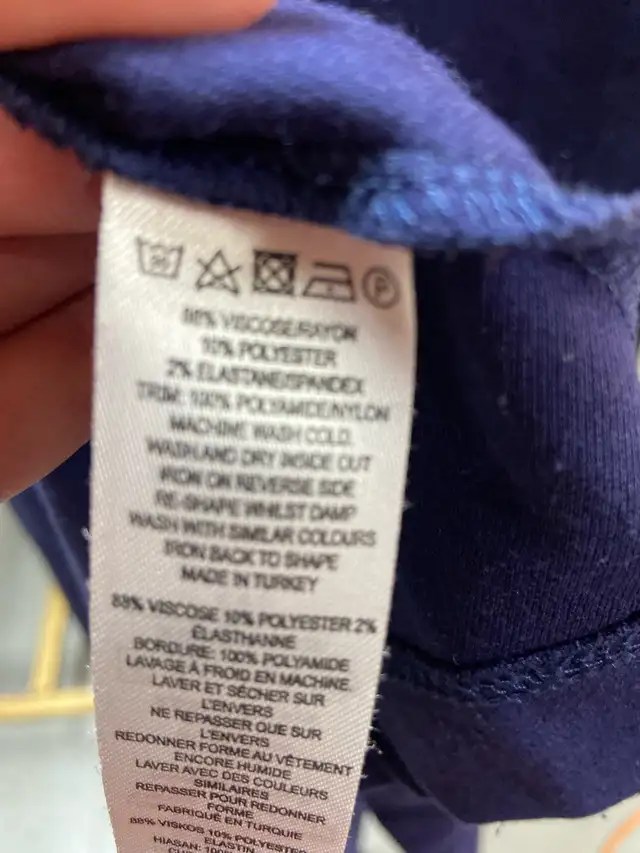 30
P
88% VISCOSE/RAYON
10% POLYESTER
2% ELASTANE/SPANDEX
TRIM: 100% POLYAMIDE/NYLON
MACHINE WASH COLD.
WASH AND DRY INSIDE OUT
IRON ON REVERSE SIDE
RE-SHAPE WHILST DAMP
WASH WITH SIMILAR COLOURS
IRON BACK TO SHAPE
MADE IN TURKEY
88% VISCOSE 10% POLYESTER 2%
ÉLASTHANNE
BORDURE: 100% POLYAMIDE
LAVAGE À FROID EN MACHINE.
LAVER ET SÉCHER SUR
L'ENVERS
NE REPASSER QUE SUR
L'ENVERS
REDONNER FORME AU VÊTEMENT
ENCORE HUMIDE
LAVER AVEC DES COULEURS
SIMILAIRES
REPASSER POUR REDONNER
FORME
FABRIQUÉ EN TURQUIE
88% VISKOS 10% POLYESTER
ELASTIN
HIASAN: 100%